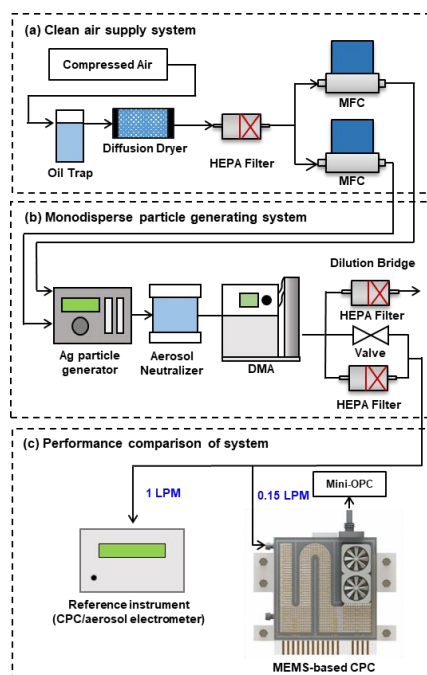 (a) Clean air supply system
Compressed Air
MFC
Diffusion Dryer
HEPA Filter
Oil Trap
MFC
(b) Monodisperse particle generating system
Dilution Bridge
HEPA Filter
Valve
Ag particle
generator
Aerosol
Neutralizer
DMA
HEPA Filter
(c) Performance comparison of system
Mini-OPC
1 LPM
0.15 LPM
Reference instrument
(CPC/aerosol electrometer)
MEMS-based CPC